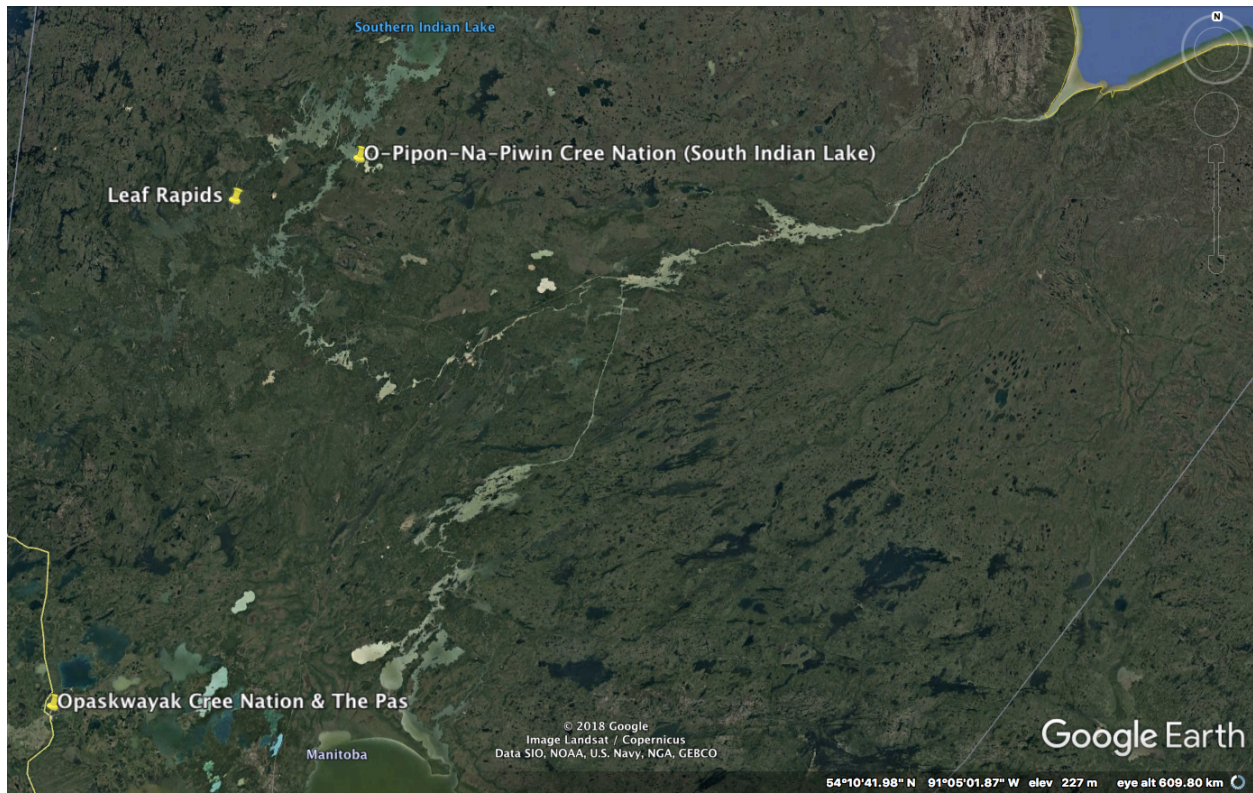 Southern Indian Lake
N
O-Pipon-Na-Piwin Cree Nation (South Indian Lake)
Leaf Rapids
Opaskwayak Cree Nation & The Pas
Manitoba
© 2018 Google
Image Landsat / Copernicus
Data SIO, NOAA, U.S. Navy, NGA, GEBCO
Google Earth
54°10'41.98" N 91°05'01.87" W elev 227 m eye alt 609.80 km